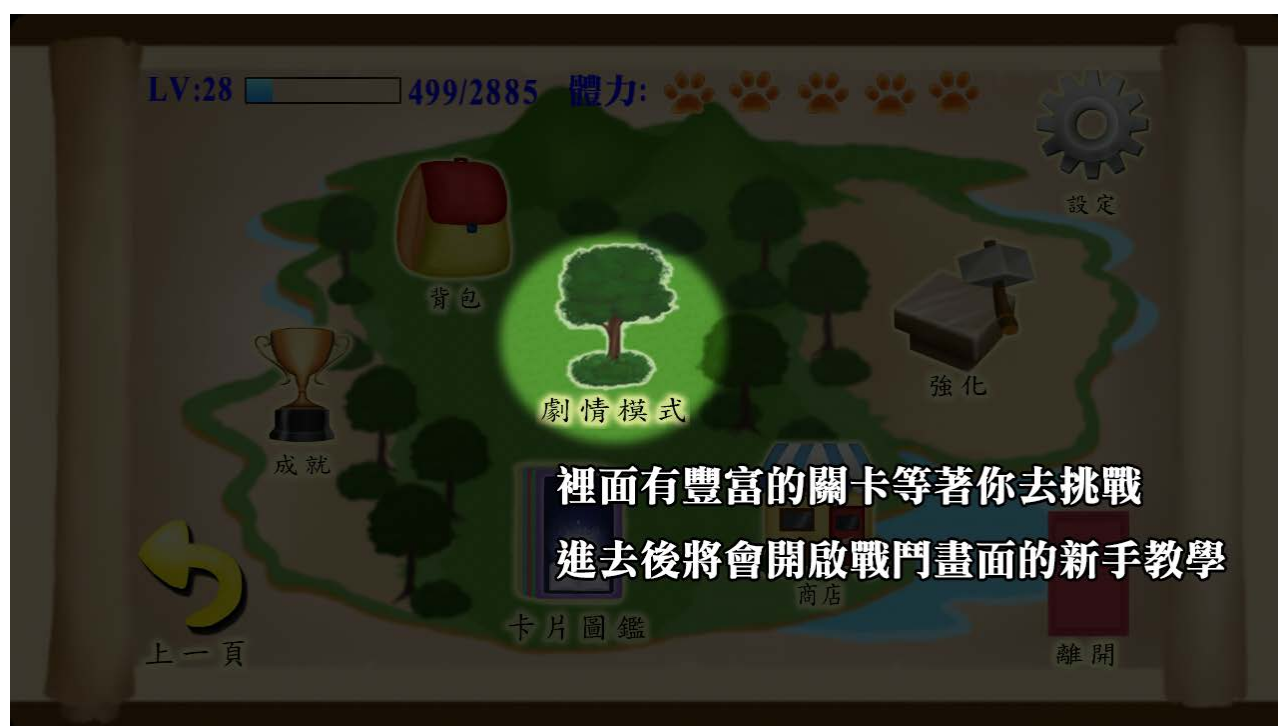 LV:28 499/2885 體力:
設定
背包
劇情模式
強化
成就
裡面有豐富的關卡等著你去挑戰
進去後將會開啟戰鬥畫面的新手教學
商店
卡片圖鑑
上一頁
離開